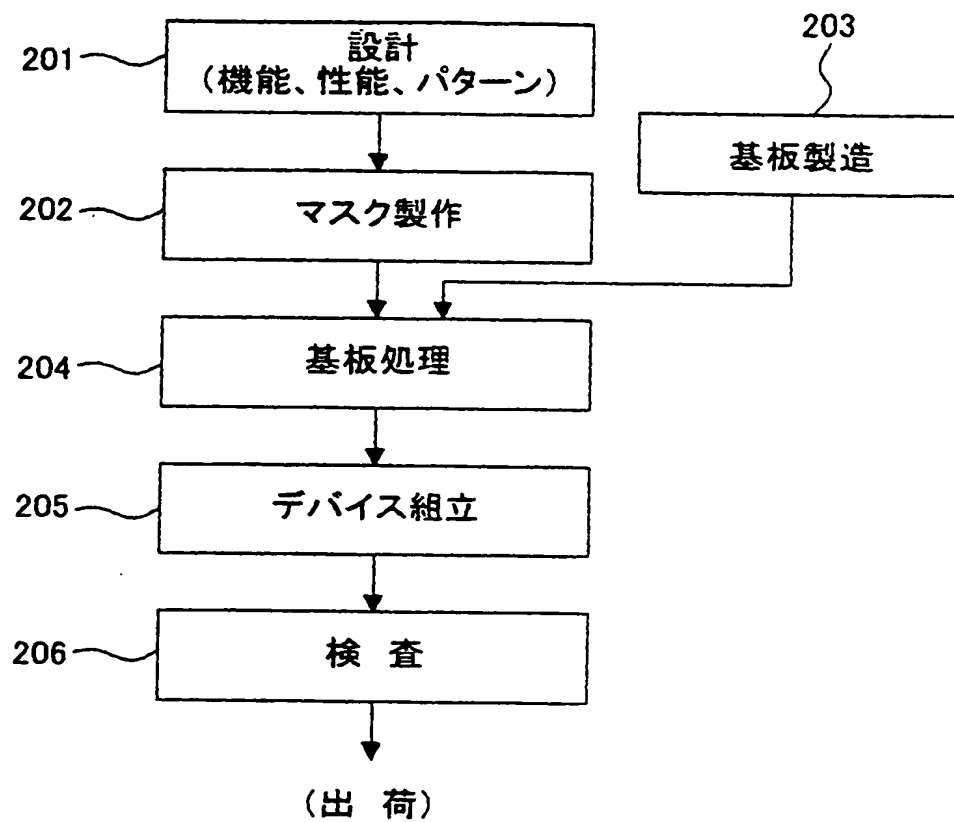 201
設計
(機能、性能、パターン)
203
基板製造
202
マスク製作
204
基板処理
205
デバイス組立
206
検 査
(出 荷)